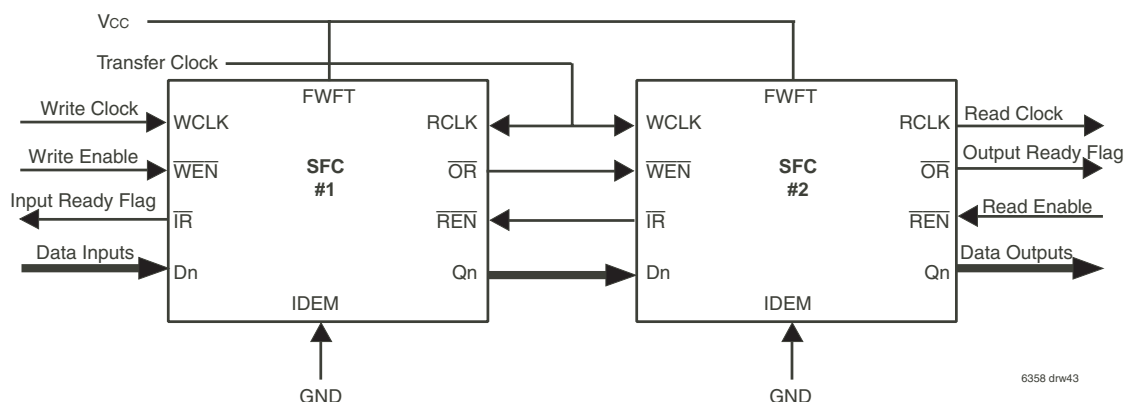 VCC
Transfer Clock
FWFT
FWFT
Write Clock
WCLK
RCLK
WCLK
RCLK
Read Clock
Write Enable
WEN
SFC
#1
OR
WEN
SFC
#2
OR
Output Ready Flag
Input Ready Flag
IR
REN
IR
REN
Read Enable
Data Inputs
Dn
Qn
Dn
Qn
Data Outputs
IDEM
IDEM
GND
GND
6358 drw43